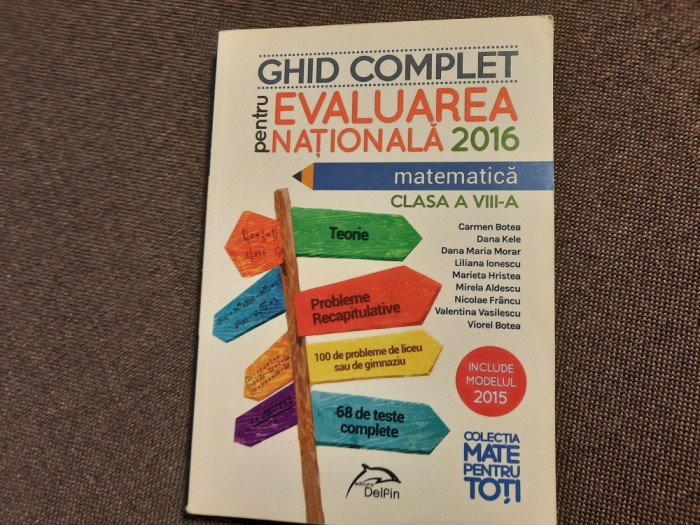 GHID COMPLET
pentru
EVALUAREA
NAȚIONALĂ 2016
matematică
CLASA A VIII-A
Carmen Botea
Dana Kele
Dana Maria Morar
Liliana Ionescu
Marieta Hristea
Mirela Aldescu
Nicolae Frâncu
Valentina Vasilescu
Viorel Botea
Teorie
Probleme
Recapitulative
100 de probleme de liceu
sau de gimnaziu
68 de teste
complete
INCLUDE
MODELUL
2015
COLECȚIA
MATE
PENTRU
TOȚI
editura
Delfin